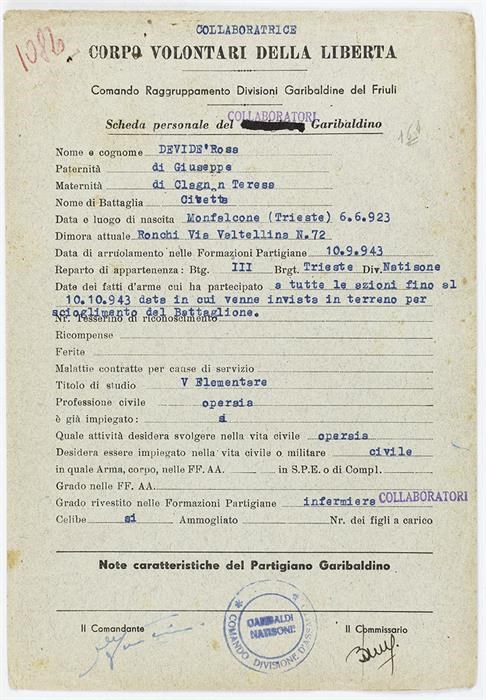 COLLABORATRICE
1086
CORPO VOLONTARI DELLA LIBERTA
Comando Raggruppamento Divisioni Garibaldine del Friuli
COLLABORATORI
Scheda personale del Garibaldino
Nome e cognome DEVIDE' Rosa
Paternità di Giuseppe
Maternità di Clagnan Teresa
Nome di Battaglia Civetta
Data e luogo di nascita Monfalcone (Trieste) 6.6.923
Dimora attuale Ronchi Via Valtellina N.72
Data di arruolamento nelle Formazioni Partigiane 10.9.943
Reparto di appartenenza: Btg. III Brgt. Trieste Div. Natisone
Date dei fatti d'arme cui ha partecipato a tutte le azioni fino al
10.10.943 data in cui venne inviata in terreno per
scioglimento del Battaglione.
Nr. Tesserino di riconoscimento
Ricompense
Ferite
Malattie contratte per cause di servizio
Titolo di studio V Elementare
Professione civile operaia
è già impiegato: si
Quale attività desidera svolgere nella vita civile operaia
Desidera essere impiegato nella vita civile o militare civile
in quale Arma, corpo, nelle FF. AA. in S.P.E. o di Compl.
Grado nelle FF. AA.
Grado rivestito nelle Formazioni Partigiane infermiera COLLABORATORI
Celibe si Ammogliato Nr. dei figli a carico
Note caratteristiche del Partigiano Garibaldino
Il Comandante
GARIBALDI
NATISONE
COMANDO DIVISIONE D'ASSALTO
Il Commissario